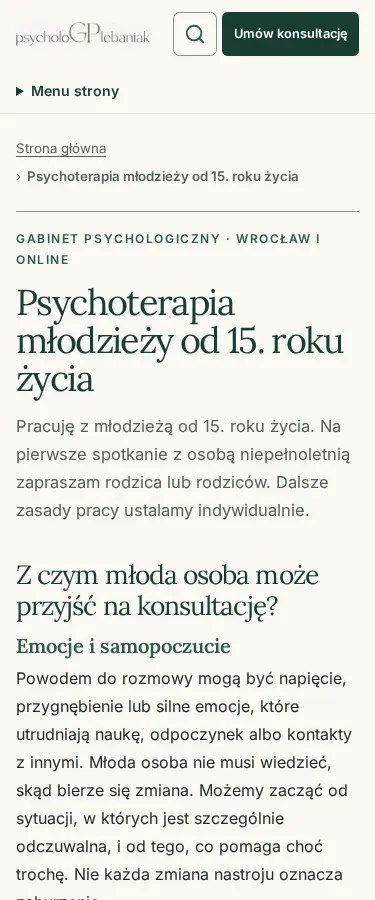 psycholoGPlebaniak
Umów konsultację
Menu strony
Strona główna
› Psychoterapia młodzieży od 15. roku życia
GABINET PSYCHOLOGICZNY · WROCŁAW I
ONLINE
Psychoterapia
młodzieży od 15. roku
życia
Pracuję z młodzieżą od 15. roku życia. Na
pierwsze spotkanie z osobą niepełnoletnią
zapraszam rodzica lub rodziców. Dalsze
zasady pracy ustalamy indywidualnie.
Z czym młoda osoba może
przyjść na konsultację?
Emocje i samopoczucie
Powodem do rozmowy mogą być napięcie,
przygnębienie lub silne emocje, które
utrudniają naukę, odpoczynek albo kontakty
z innymi. Młoda osoba nie musi wiedzieć,
skąd bierze się zmiana. Możemy zacząć od
sytuacji, w których jest szczególnie
odczuwalna, i od tego, co pomaga choć
trochę. Nie każda zmiana nastroju oznacza